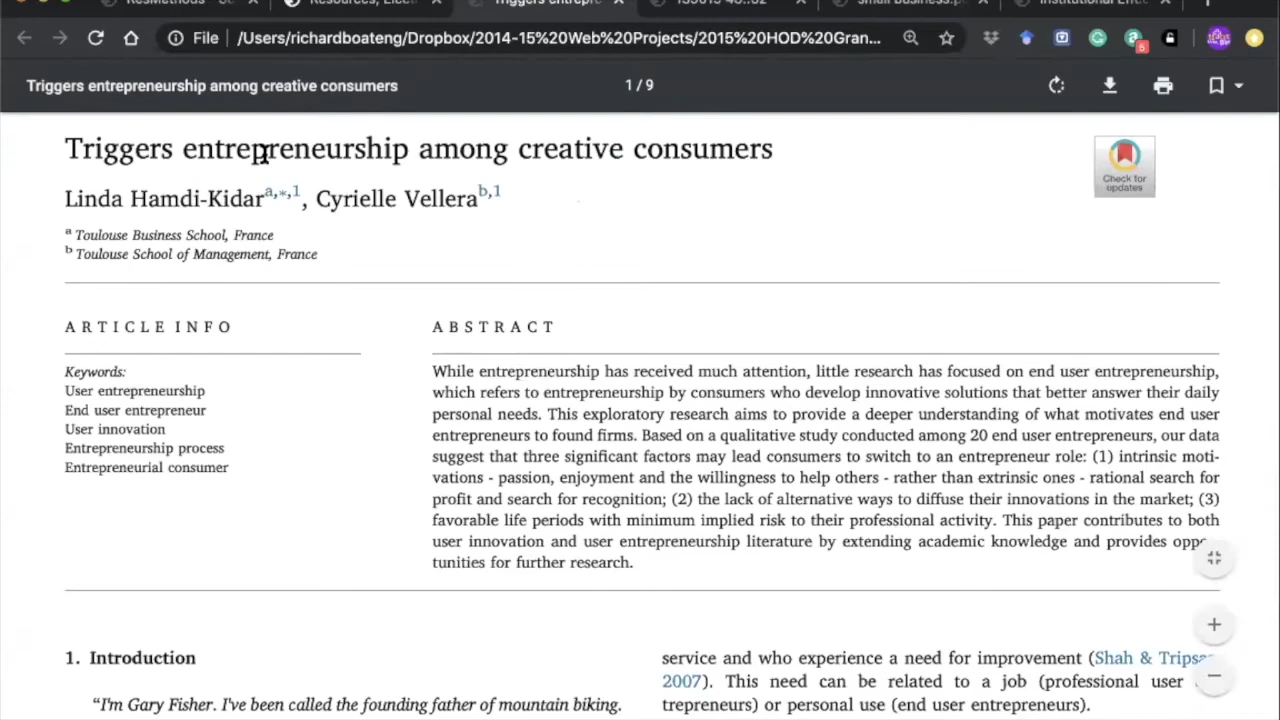 ResMethods - Se
Resources, Elect
Triggers entrepre
small business.p
Institutional Effe
File
/Users/richardboateng/Dropbox/2014-15%20Web%20Projects/2015%20HOD%20Gran...
6
Triggers entrepreneurship among creative consumers
1 / 9
Triggers entrepreneurship among creative consumers
Check for
updates
Linda Hamdi-Kidar a,*,1, Cyrielle Vellera b,1
a Toulouse Business School, France
b Toulouse School of Management, France
ARTICLE INFO
Keywords:
User entrepreneurship
End user entrepreneur
User innovation
Entrepreneurship process
Entrepreneurial consumer
ABSTRACT
While entrepreneurship has received much attention, little research has focused on end user entrepreneurship,
which refers to entrepreneurship by consumers who develop innovative solutions that better answer their daily
personal needs. This exploratory research aims to provide a deeper understanding of what motivates end user
entrepreneurs to found firms. Based on a qualitative study conducted among 20 end user entrepreneurs, our data
suggest that three significant factors may lead consumers to switch to an entrepreneur role: (1) intrinsic moti-
vations - passion, enjoyment and the willingness to help others - rather than extrinsic ones - rational search for
profit and search for recognition; (2) the lack of alternative ways to diffuse their innovations in the market; (3)
favorable life periods with minimum implied risk to their professional activity. This paper contributes to both
user innovation and user entrepreneurship literature by extending academic knowledge and provides oppo
tunities for further research.
1. Introduction
"I'm Gary Fisher. I've been called the founding father of mountain biking.
service and who experience a need for improvement (Shah & Tripsas
2007). This need can be related to a job (professional user
trepreneurs) or personal use (end user entrepreneurs).